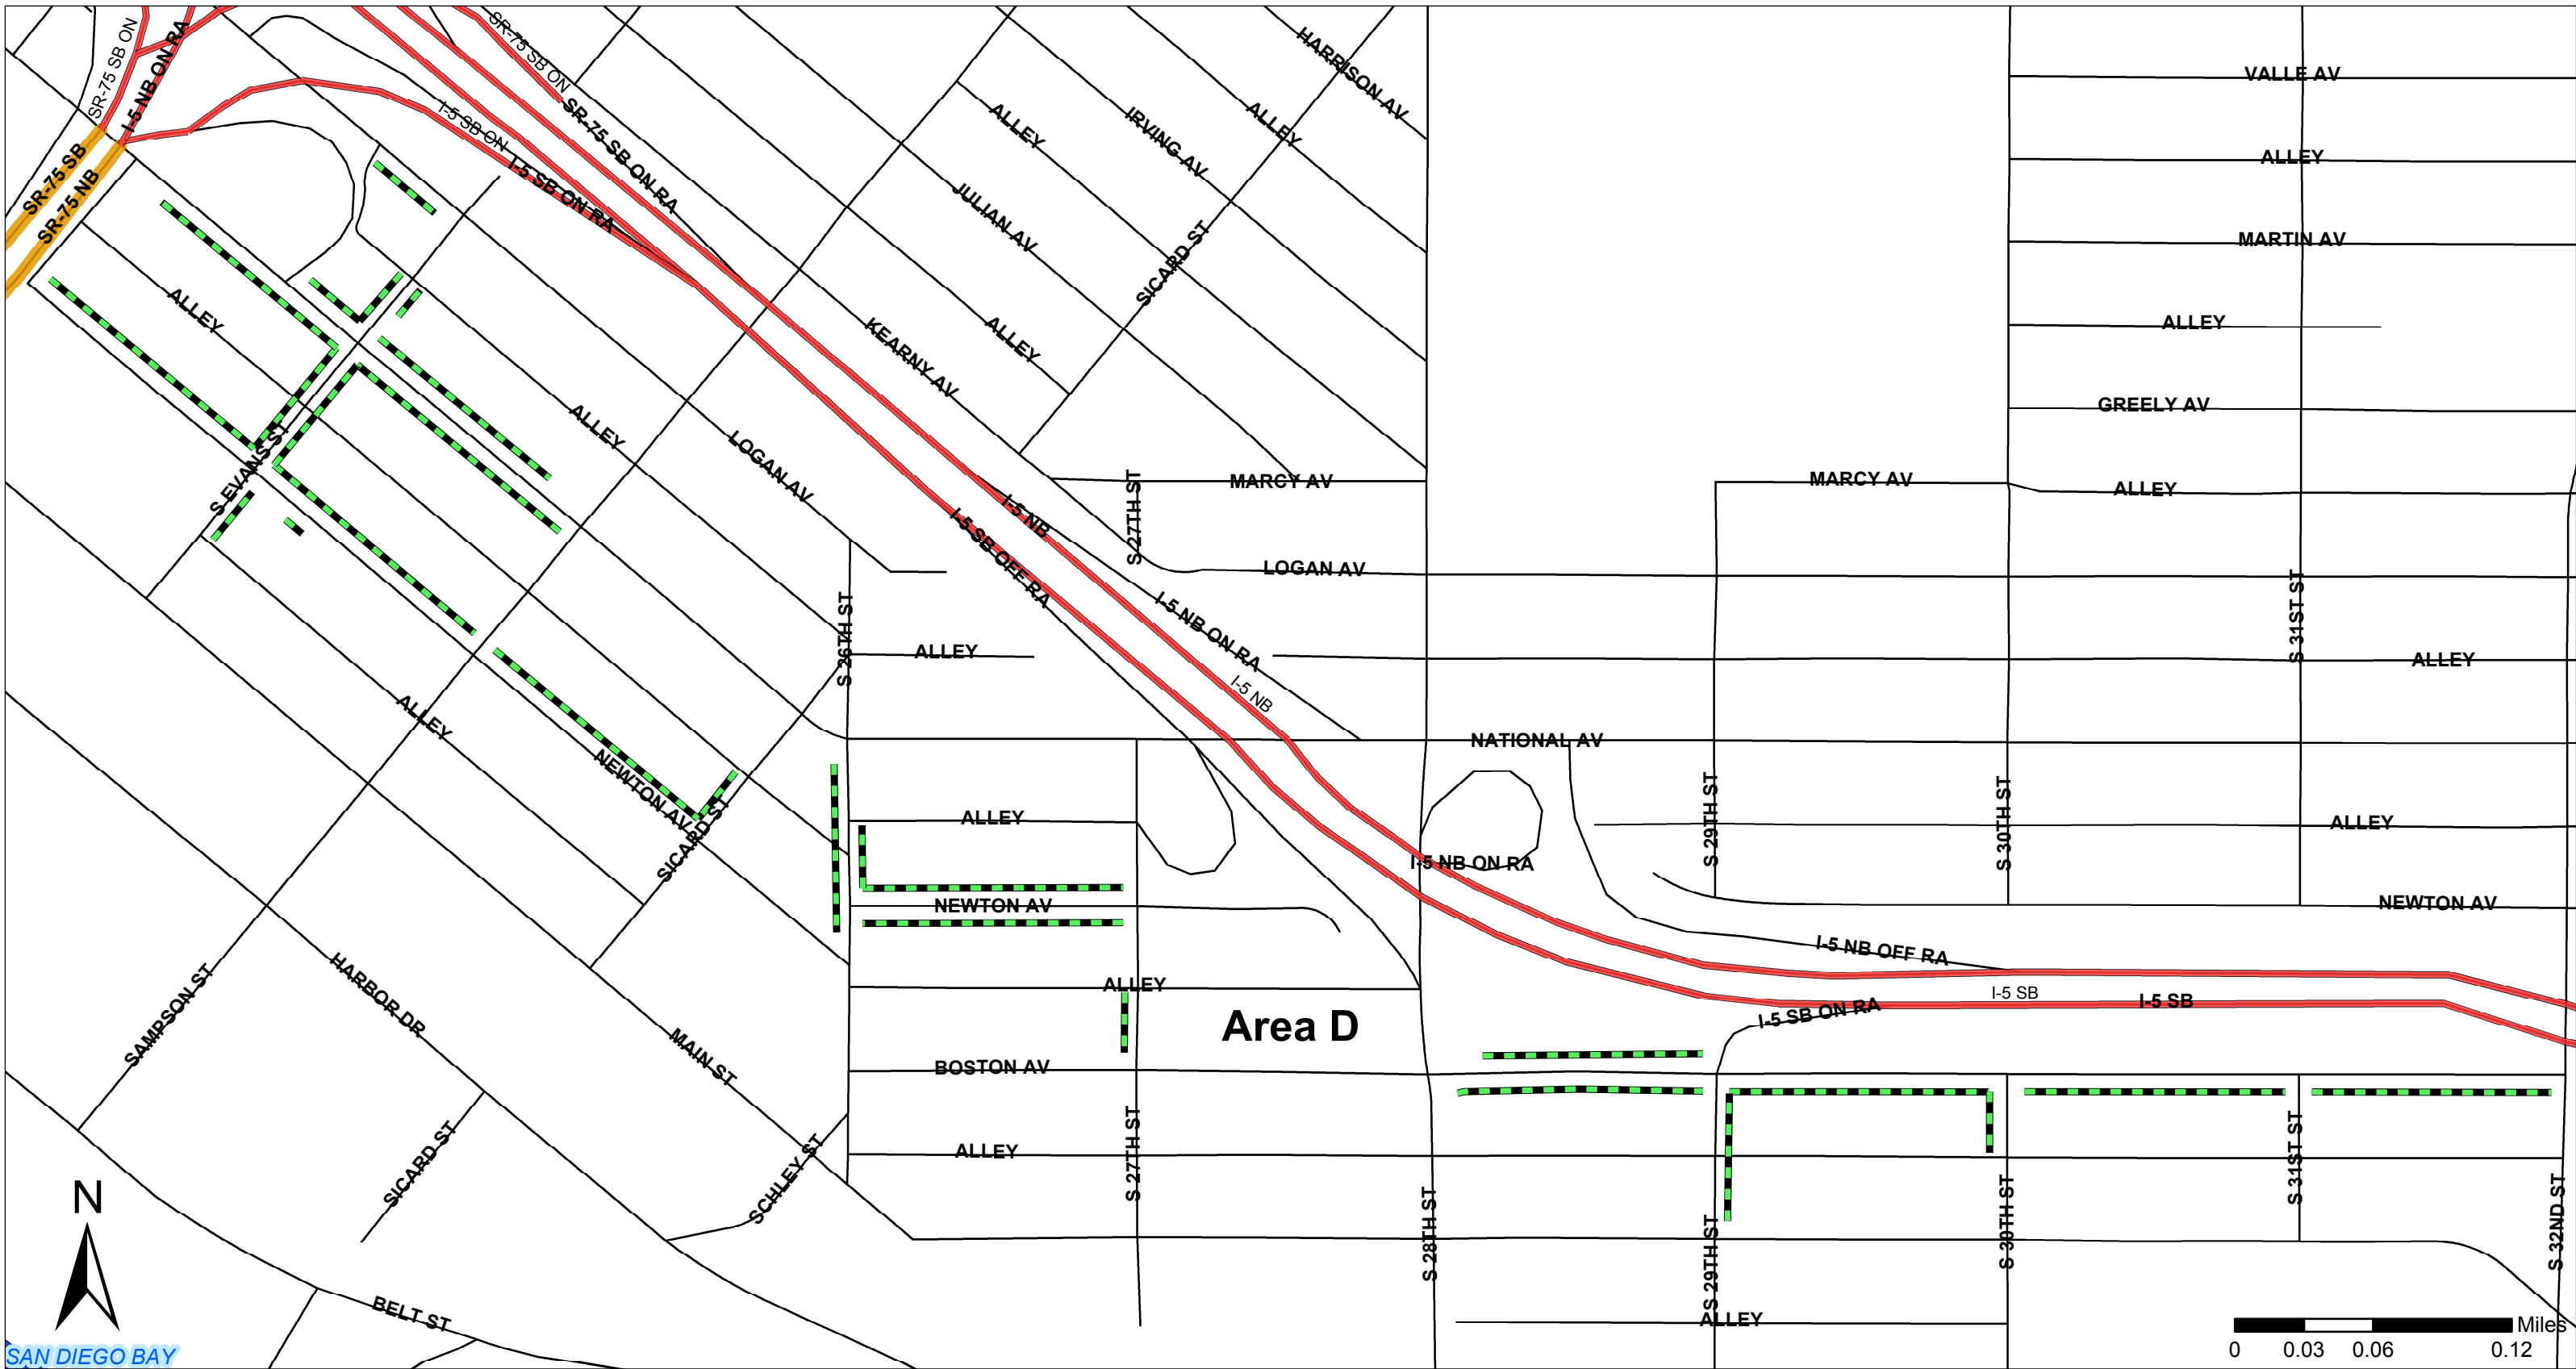 SR-75 SB ON
I-5 NB ON RA
SR-75 SB ON
HARRISON AV
VALLE AV
I-5 SB ON
SR-75 SB ON RA
ALLEY
IRVING AV
ALLEY
ALLEY
SR-75 SB
SR-75 NB
I-5 SB ON RA
JULIAN AV
SICARD ST
MARTIN AV
ALLEY
KEARNY AV
ALLEY
ALLEY
GREELY AV
ALLEY
LOGAN AV
S EVANS ST
MARCY AV
MARCY AV
ALLEY
I-5 NB
S 27TH ST
I-5 SB OFF RA
LOGAN AV
S 26TH ST
I-5 NB ON RA
S 31ST ST
ALLEY
ALLEY
I-5 NB
ALLEY
NATIONAL AV
NEWTON AV
SICARD ST
ALLEY
S 29TH ST
S 30TH ST
ALLEY
I-5 NB ON RA
NEWTON AV
NEWTON AV
I-5 NB OFF RA
SAMPSON ST
HARBOR DR
ALLEY
I-5 SB
I-5 SB
I-5 SB ON RA
Area D
MAIN ST
BOSTON AV
SICARD ST
SCHLEY ST
ALLEY
S 27TH ST
S 28TH ST
S 29TH ST
S 30TH ST
S 31ST ST
S 32ND ST
N
BELT ST
ALLEY
Miles
0 0.03 0.06 0.12
SAN DIEGO BAY